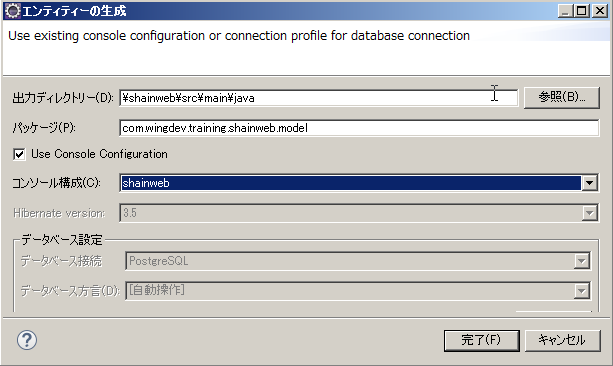 エンティティーの生成
Use existing console configuration or connection profile for database connection
出力ディレクトリー(D): ¥shainweb¥src¥main¥java 参照(B)...
パッケージ(P): com.wingdev.training.shainweb.model
Use Console Configuration
コンソール構成(C): shainweb
Hibernate version: 3.5
データベース設定
データベース接続 PostgreSQL
データベース方言(D): [自動操作]
? 完了(F) キャンセル